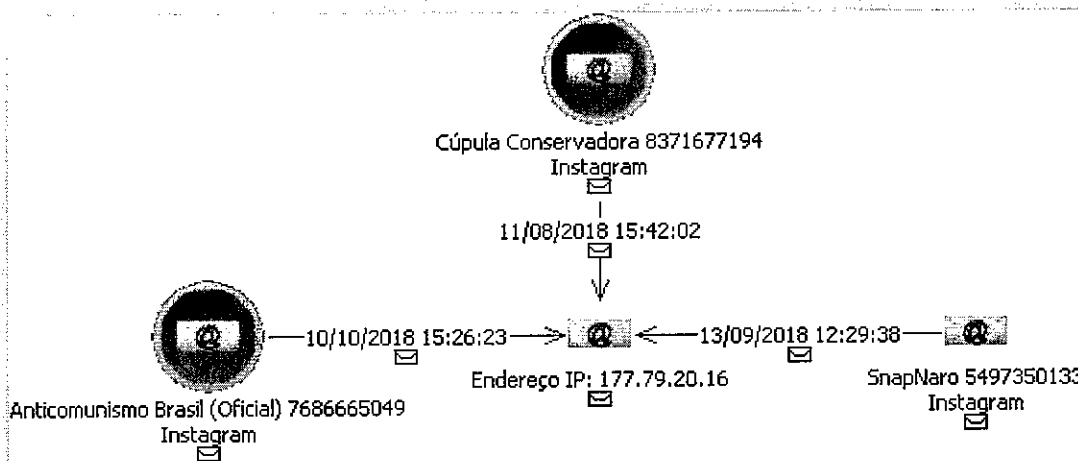 Cúpula Conservadora 8371677194
Instagram
11/08/2018 15:42:02
10/10/2018 15:26:23
13/09/2018 12:29:38
Endereço IP: 177.79.20.16
Anticomunismo Brasil (Oficial) 7686665049
Instagram
SnapNaro 5497350133
Instagram